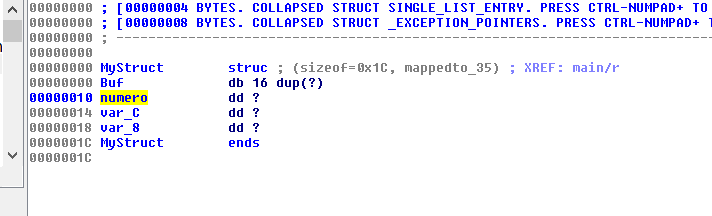 00000000 ; [00000004 BYTES. COLLAPSED STRUCT SINGLE_LIST_ENTRY. PRESS CTRL-NUMPAD+ TO
00000000 ; [00000008 BYTES. COLLAPSED STRUCT _EXCEPTION_POINTERS. PRESS CTRL-NUMPAD+ T
00000000 ; ---------------------------------------------------------------------------
00000000
00000000 MyStruct struc ; (sizeof=0x1C, mappedto_35) ; XREF: main/r
00000000 Buf db 16 dup(?)
00000010 numero dd ?
00000014 var_C dd ?
00000018 var_8 dd ?
0000001C MyStruct ends
0000001C